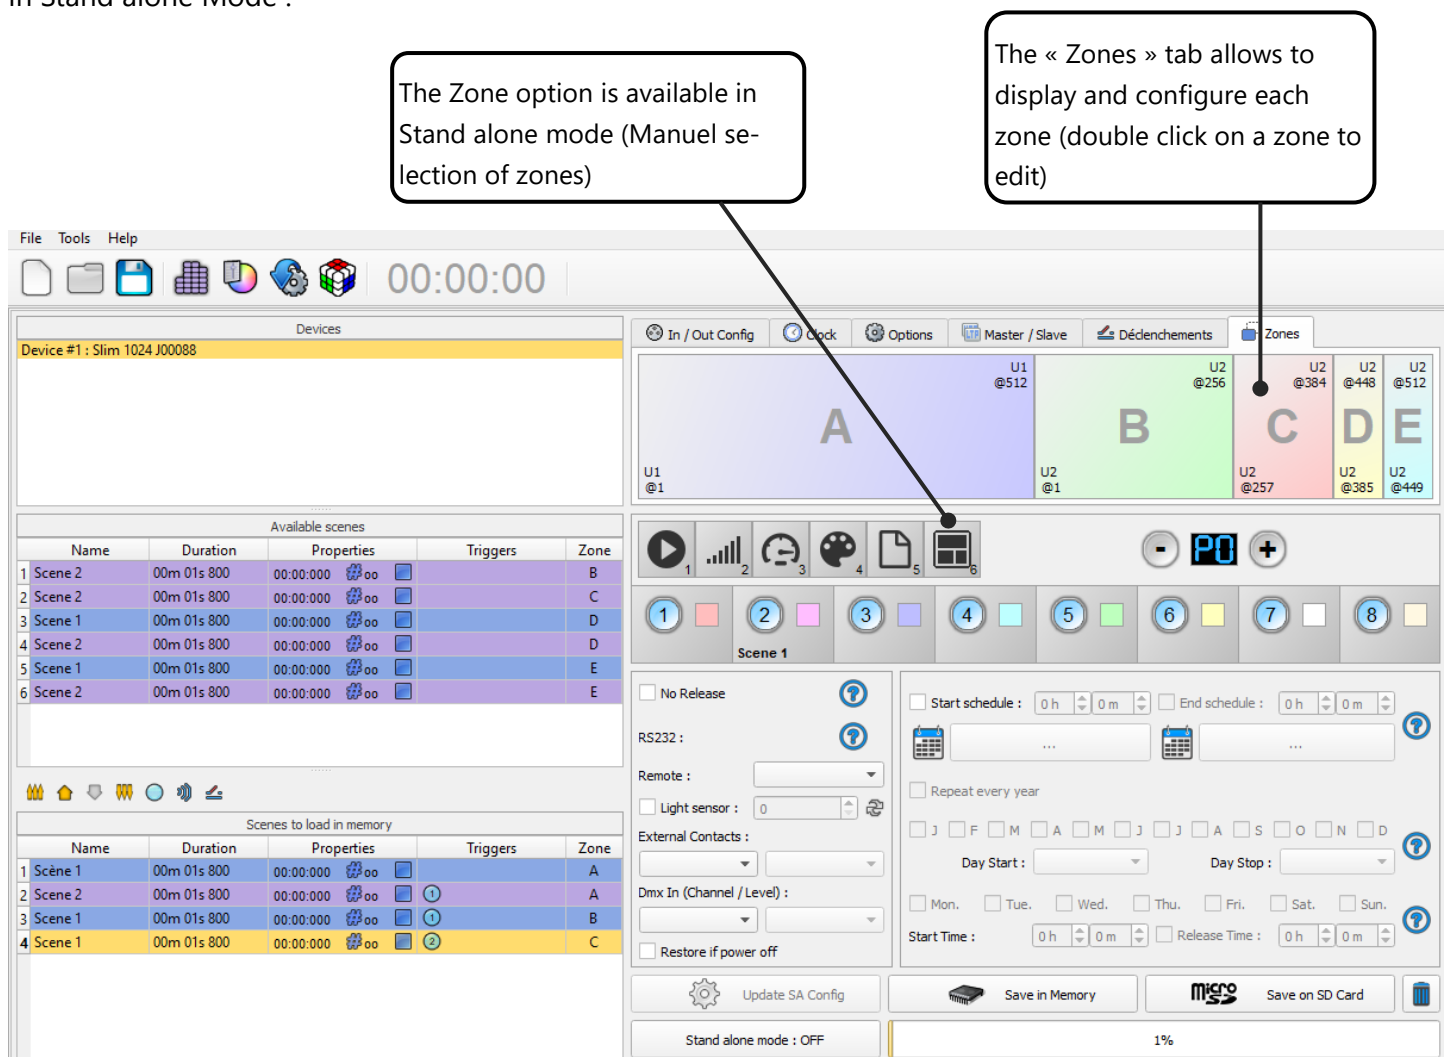 in Stand alone Mode :
The « Zones » tab allows to
display and configure each
zone (double click on a zone to
edit)
The Zone option is available in
Stand alone mode (Manuel se-
lection of zones)
File Tools Help
00:00:00
Devices
Device #1 : Slim 1024 J00088
In / Out Config Clock Options LTP Master / Slave Déclenchements Zones
U1 U2 U2 U2 U2
@512 @256 @384 @448 @512
A B C D E
U1 U2 U2 U2 U2
@1 @1 @257 @385 @449
Available scenes
Name Duration Properties Triggers Zone
1 Scene 2 00m 01s 800 00:00:000 # oo B
2 Scene 2 00m 01s 800 00:00:000 # oo C
3 Scene 1 00m 01s 800 00:00:000 # oo D
4 Scene 2 00m 01s 800 00:00:000 # oo D
5 Scene 1 00m 01s 800 00:00:000 # oo E
6 Scene 2 00m 01s 800 00:00:000 # oo E
1 2 3 4 5 6
- P0 +
1 2 3 4 5 6 7 8
Scene 1
Scenes to load in memory
Name Duration Properties Triggers Zone
1 Scène 1 00m 01s 800 00:00:000 # oo A
2 Scene 2 00m 01s 800 00:00:000 # oo 1 A
3 Scene 1 00m 01s 800 00:00:000 # oo 1 B
4 Scene 1 00m 01s 800 00:00:000 # oo 2 C
No Release ?
RS232 : ?
Remote :
Light sensor : 0
External Contacts :
Dmx In (Channel / Level) :
Restore if power off
Start schedule : 0 h 0 m End schedule : 0 h 0 m ?
... ...
Repeat every year
J F M A M J J A S O N D ?
Day Start : Day Stop :
Mon. Tue. Wed. Thu. Fri. Sat. Sun. ?
Start Time : 0 h 0 m Release Time : 0 h 0 m
Update SA Config Save in Memory Micro SD Save on SD Card
Stand alone mode : OFF 1%